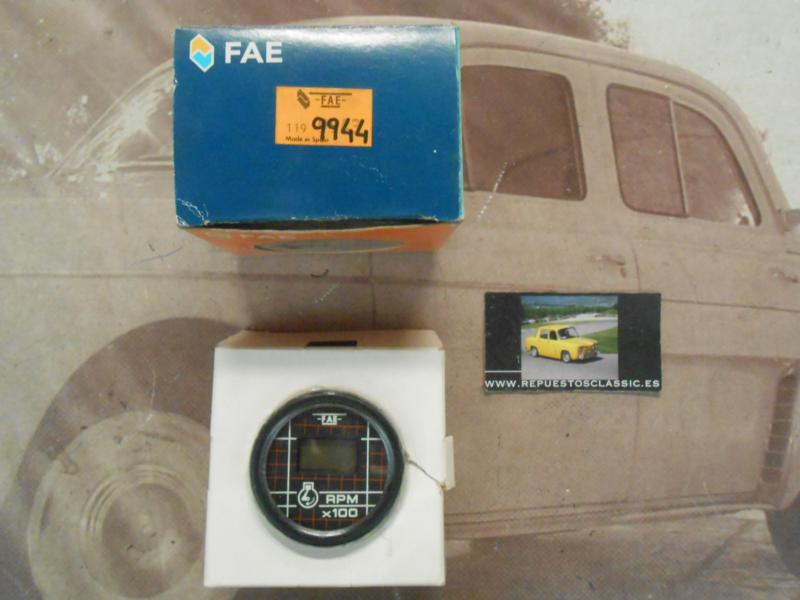 FAE
-FAE-
119 9944
Made in Spain
WWW.REPUESTOSCLASSIC.ES
FAE
RPM
x100